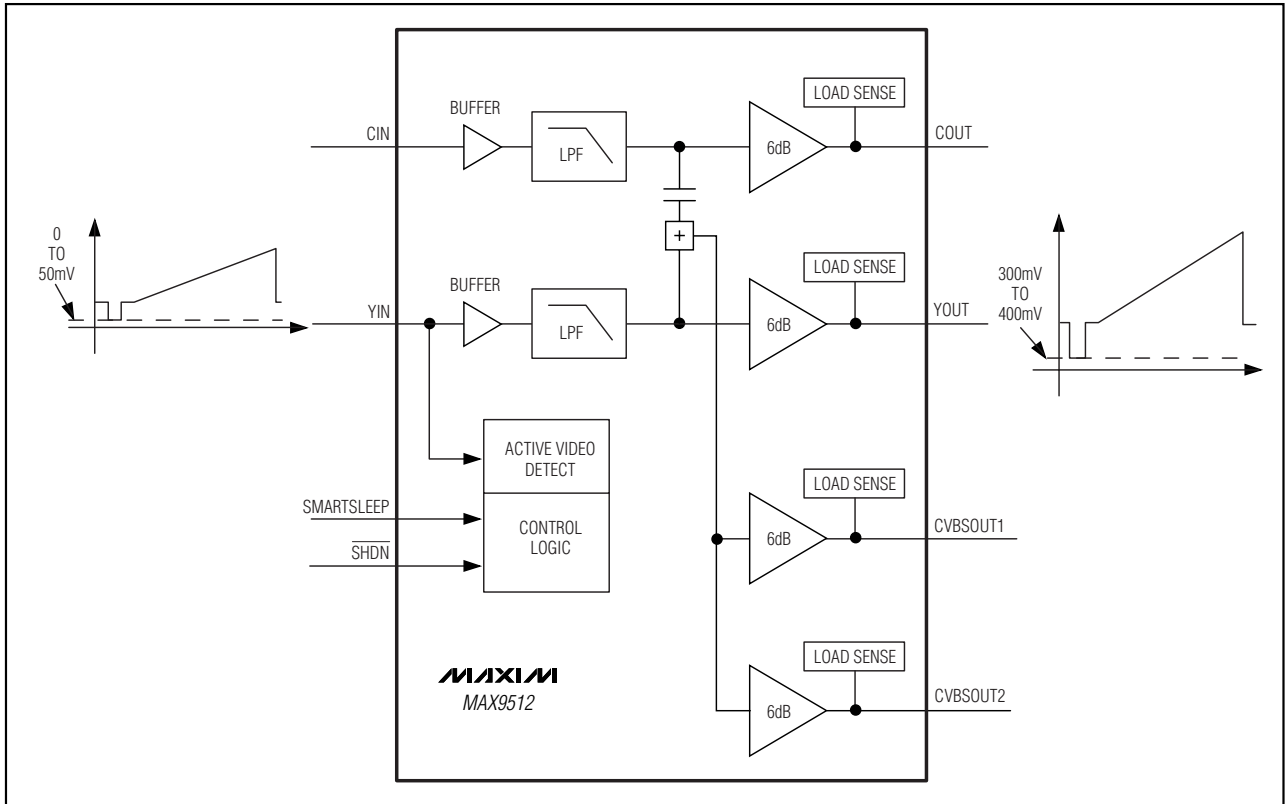 LOAD SENSE
BUFFER
CIN
LPF
6dB
COUT
0
TO
50mV
+
LOAD SENSE
300mV
TO
400mV
BUFFER
YIN
LPF
6dB
YOUT
ACTIVE VIDEO
DETECT
LOAD SENSE
SMARTSLEEP
CONTROL
LOGIC
6dB
CVBSOUT1
SHDN
LOAD SENSE
MAXIM
MAX9512
6dB
CVBSOUT2